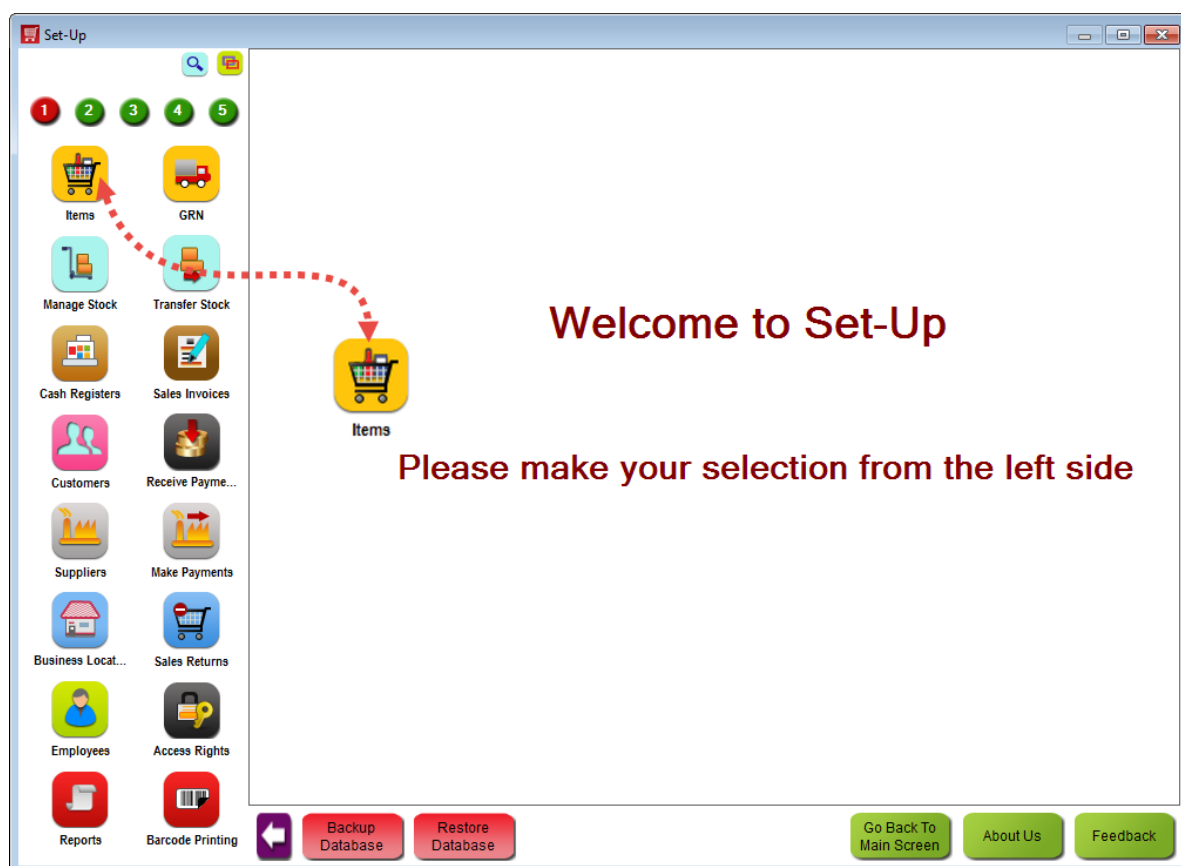 Set-Up
1 2 3 4 5
Items GRN
Manage Stock Transfer Stock
Cash Registers Sales Invoices
Customers Receive Payme...
Suppliers Make Payments
Business Locat... Sales Returns
Employees Access Rights
Reports Barcode Printing
Welcome to Set-Up
Items
Please make your selection from the left side
Backup
Database
Restore
Database
Go Back To
Main Screen
About Us
Feedback